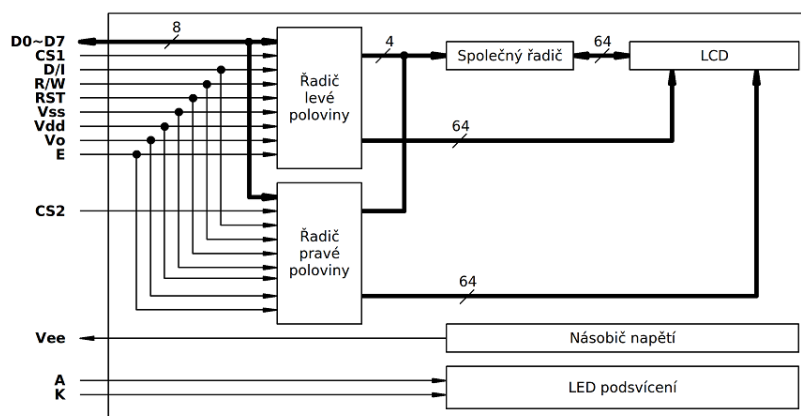 D0~D7
CS1
D/I
R/W
RST
Vss
Vdd
Vo
E
CS2
Vee
A
K
8
Řadič
levé
poloviny
4
Společný řadič
64
LCD
64
Řadič
pravé
poloviny
64
Násobič napětí
LED podsvícení